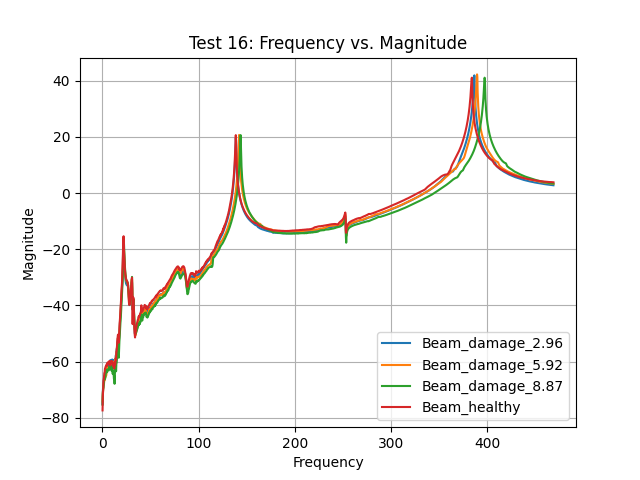 Test 16: Frequency vs. Magnitude
40
20
0
−20
−40
−60
−80
Magnitude
0
100
200
300
400
Frequency
Beam_damage_2.96
Beam_damage_5.92
Beam_damage_8.87
Beam_healthy